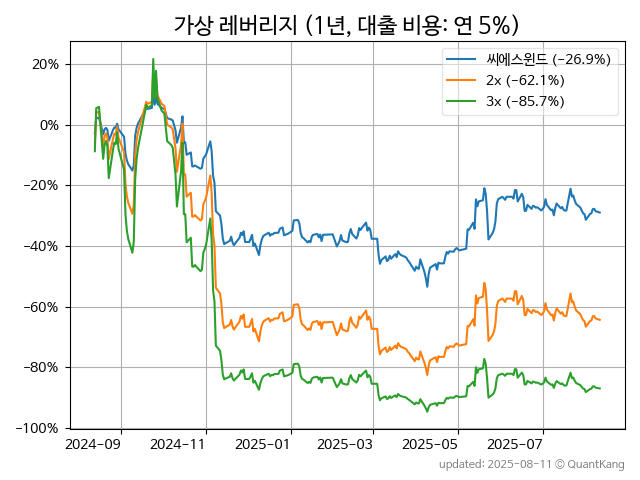 가상 레버리지 (1년, 대출 비용: 연 5%)
씨에스윈드 (−26.9%)
2x (−62.1%)
3x (−85.7%)
20%
0%
−20%
−40%
−60%
−80%
−100%
2024-09 2024-11 2025-01 2025-03 2025-05 2025-07
updated: 2025-08-11 © QuantKang